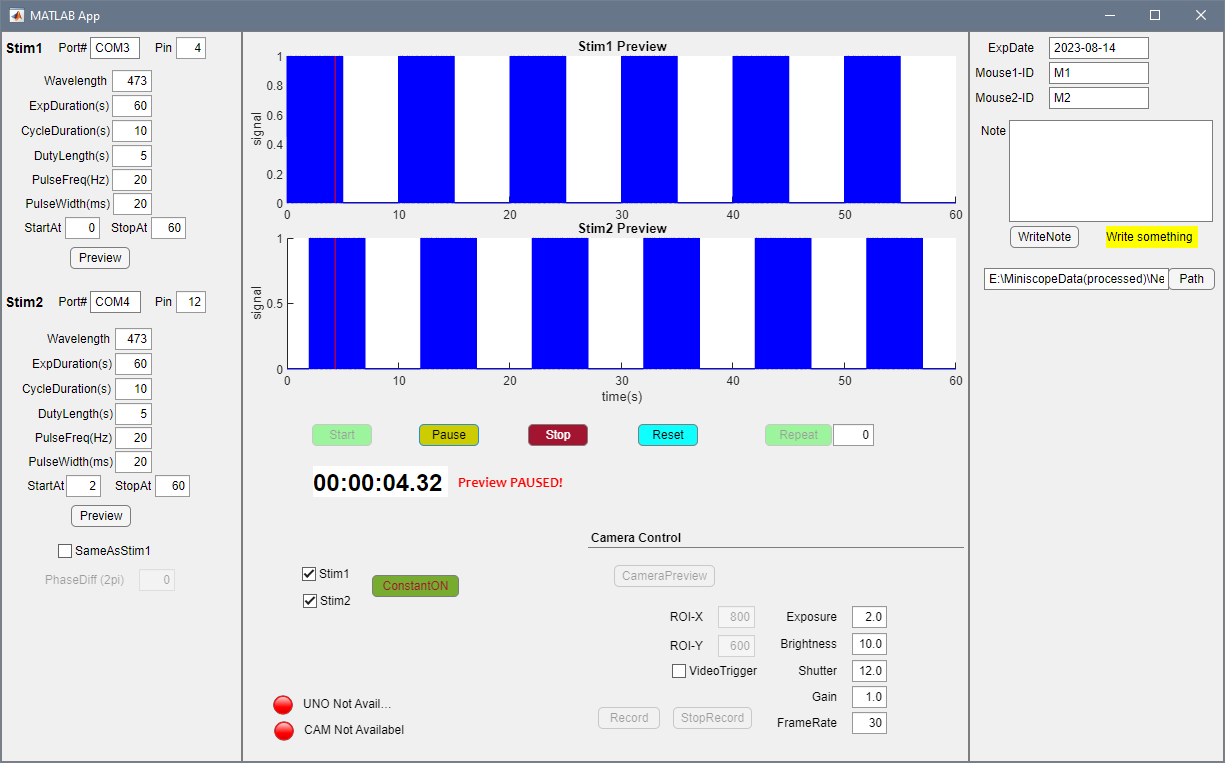 MATLAB App
Stim1 Port# COM3 Pin 4
Wavelength 473
ExpDuration(s) 60
CycleDuration(s) 10
DutyLength(s) 5
PulseFreq(Hz) 20
PulseWidth(ms) 20
StartAt 0 StopAt 60
Preview
Stim2 Port# COM4 Pin 12
Wavelength 473
ExpDuration(s) 60
CycleDuration(s) 10
DutyLength(s) 5
PulseFreq(Hz) 20
PulseWidth(ms) 20
StartAt 2 StopAt 60
Preview
SameAsStim1
PhaseDiff (2pi) 0
Stim1 Preview
signal
1
0.8
0.6
0.4
0.2
0
0 10 20 30 40 50 60
Stim2 Preview
signal
1
0.5
0
0 10 20 30 40 50 60
time(s)
Start Pause Stop Reset Repeat 0
00:00:04.32 Preview PAUSED!
Stim1
Stim2
ConstantON
UNO Not Avail...
CAM Not Availabel
Camera Control
CameraPreview
ROI-X 800
ROI-Y 600
VideoTrigger
Record StopRecord
Exposure 2.0
Brightness 10.0
Shutter 12.0
Gain 1.0
FrameRate 30
ExpDate 2023-08-14
Mouse1-ID M1
Mouse2-ID M2
Note
WriteNote Write something
E:\MiniscopeData(processed)\Ne Path